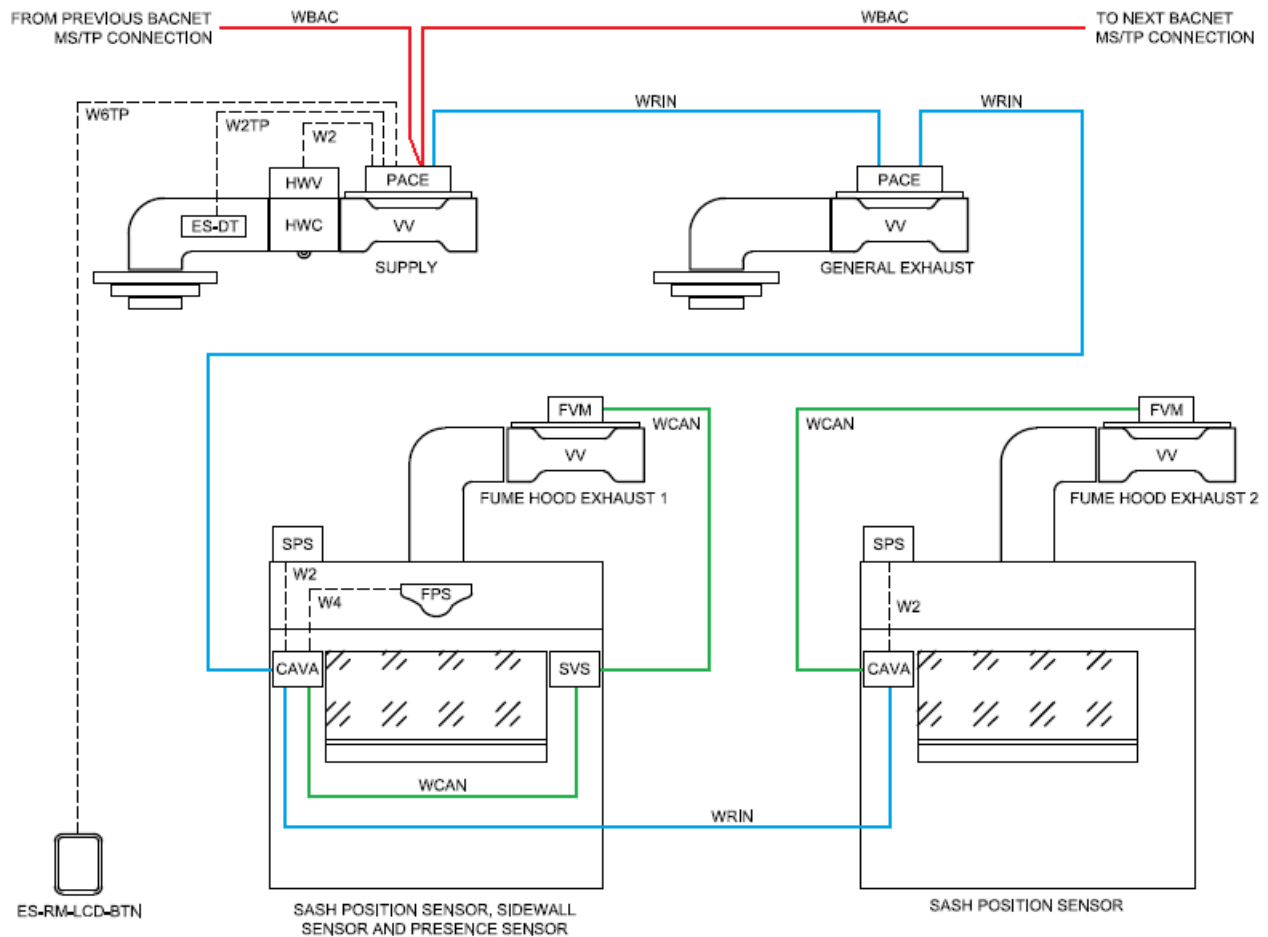 FROM PREVIOUS BACNET
MS/TP CONNECTION
WBAC
WBAC
TO NEXT BACNET
MS/TP CONNECTION
W6TP
W2TP
W2
WRIN
WRIN
HWV
PACE
PACE
ES-DT
HWC
VV
VV
SUPPLY
GENERAL EXHAUST
FVM
WCAN
VV
FUME HOOD EXHAUST 1
FVM
WCAN
VV
FUME HOOD EXHAUST 2
SPS
W2
W4
FPS
CAVA
SVS
WCAN
SPS
W2
CAVA
WRIN
ES-RM-LCD-BTN
SASH POSITION SENSOR, SIDEWALL
SENSOR AND PRESENCE SENSOR
SASH POSITION SENSOR